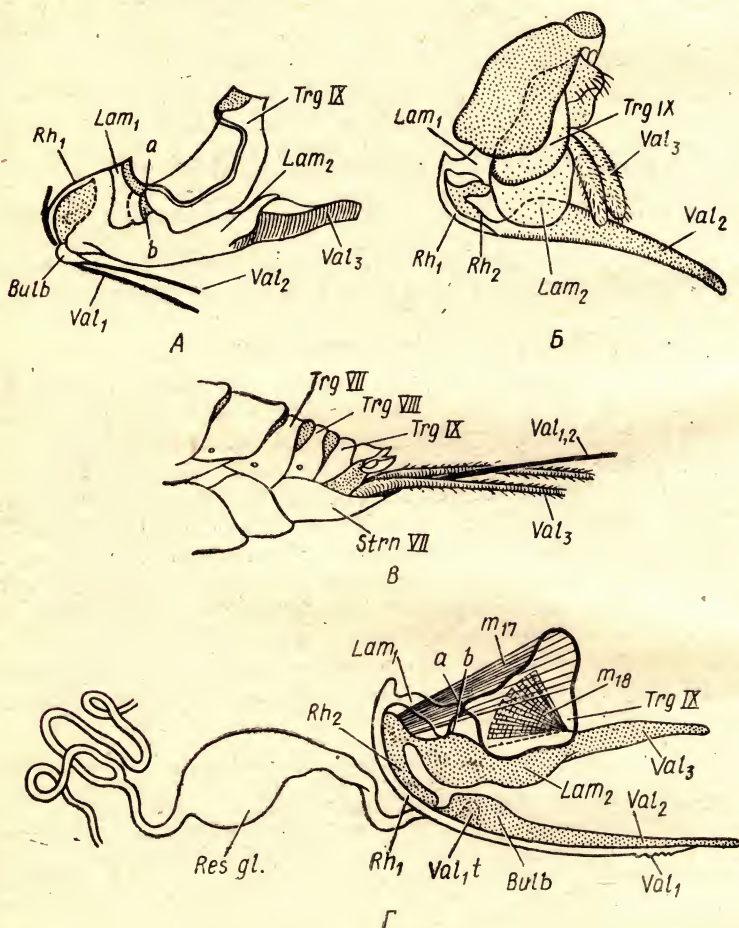 Trg IX
Lam₁
a
Rh₁
Lam₂
b
Val₃
Bulb
Val₂
Val₁
А
Trg IX
Lam₁
Val₃
Val₂
Rh₁
Rh₂
Lam₂
Б
Trg VII
Trg VIII
Trg IX
Val₁,₂
Val₃
Strn VII
В
m₁₇
Lam₁
a
b
m₁₈
Rh₂
Trg IX
Val₃
Lam₂
Val₂
Res gl.
Rh₁
Val₁t
Bulb
Val₁
Г